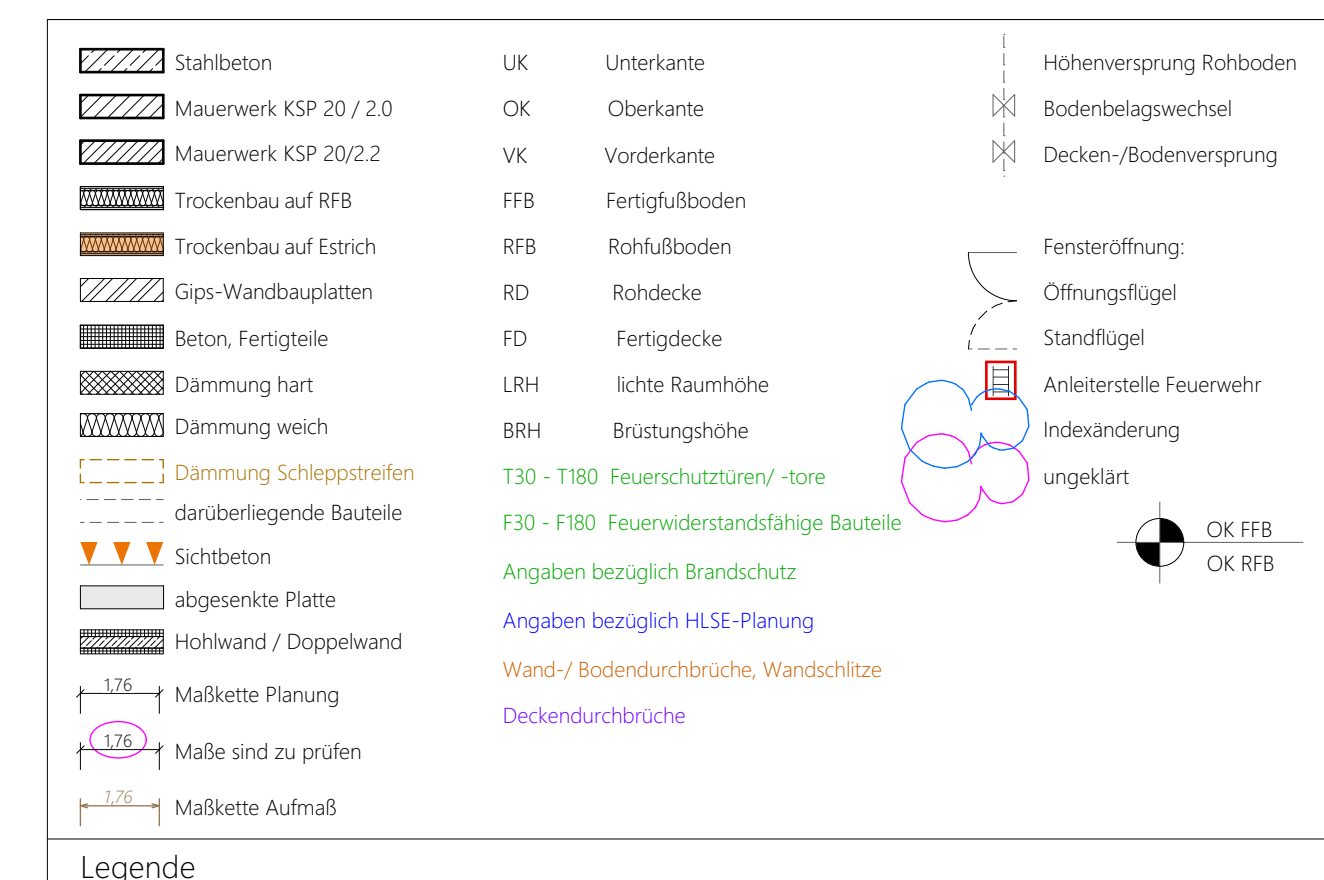 Stahlbeton
Mauerwerk KSP 20 / 2.0
Mauerwerk KSP 20/2.2
Trockenbau auf RFB
Trockenbau auf Estrich
Gips-Wandbauplatten
Beton, Fertigteile
Dämmung hart
Dämmung weich
Dämmung Schleppstreifen
darüberliegende Bauteile
Sichtbeton
abgesenkte Platte
Hohlwand / Doppelwand
1,76 Maßkette Planung
1,76 Maße sind zu prüfen
1,76 Maßkette Aufmaß
UK Unterkante
OK Oberkante
VK Vorderkante
FFB Fertigfußboden
RFB Rohfußboden
RD Rohdecke
FD Fertigdecke
LRH lichte Raumhöhe
BRH Brüstungshöhe
T30 - T180 Feuerschutztüren/ -tore
F30 - F180 Feuerwiderstandsfähige Bauteile
Angaben bezüglich Brandschutz
Angaben bezüglich HLSE-Planung
Wand-/ Bodendurchbrüche, Wandschlitze
Deckendurchbrüche
Höhenversprung Rohboden
Bodenbelagswechsel
Decken-/Bodenversprung
Fensteröffnung:
Öffnungsflügel
Standflügel
Anleiterstelle Feuerwehr
Indexänderung
ungeklärt
OK FFB
OK RFB
Legende